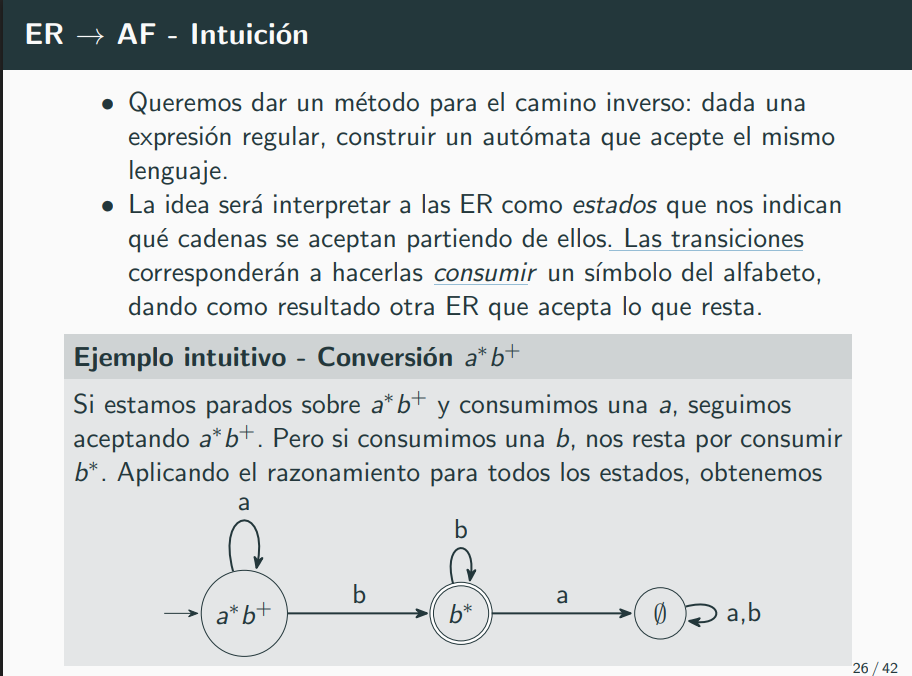 ER → AF - Intuición
• Queremos dar un método para el camino inverso: dada una
expresión regular, construir un autómata que acepte el mismo
lenguaje.
• La idea será interpretar a las ER como estados que nos indican
qué cadenas se aceptan partiendo de ellos. Las transiciones
corresponderán a hacerlas consumir un símbolo del alfabeto,
dando como resultado otra ER que acepta lo que resta.
Ejemplo intuitivo - Conversión a*b⁺
Si estamos parados sobre a*b⁺ y consumimos una a, seguimos
aceptando a*b⁺. Pero si consumimos una b, nos resta por consumir
b*. Aplicando el razonamiento para todos los estados, obtenemos
a
b
b
a
a*b⁺
b*
∅
a,b
26 / 42